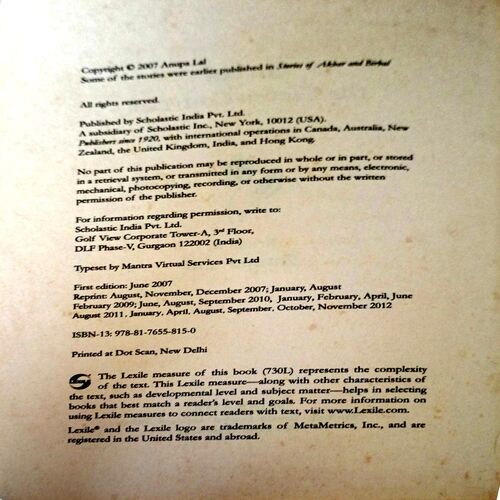 Copyright © 2007 Anupa Lal
Some of the stories were earlier published in Stories of Akbar and Birbal
All rights reserved.
Published by Scholastic India Pvt. Ltd.
A subsidiary of Scholastic Inc., New York, 10012 (USA).
Publishers since 1920, with international operations in Canada, Australia, New
Zealand, the United Kingdom, India, and Hong Kong.
No part of this publication may be reproduced in whole or in part, or stored
in a retrieval system, or transmitted in any form or by any means, electronic,
mechanical, photocopying, recording, or otherwise without the written
permission of the publisher.
For information regarding permission, write to:
Scholastic India Pvt. Ltd.
Golf View Corporate Tower-A, 3rd Floor,
DLF Phase-V, Gurgaon 122002 (India)
Typeset by Mantra Virtual Services Pvt Ltd
First edition: June 2007
Reprint: August, November, December 2007; January, August
February 2009; June, August, September 2010, January, February, April, June
August 2011, January, April, August, September, October, November 2012
ISBN-13: 978-81-7655-815-0
Printed at Dot Scan, New Delhi
The Lexile measure of this book (730L) represents the complexity
of the text. This Lexile measure—along with other characteristics of
the text, such as developmental level and subject matter—helps in selecting
books that best match a reader's level and goals. For more information on
using Lexile measures to connect readers with text, visit www.Lexile.com.
Lexile® and the Lexile logo are trademarks of MetaMetrics, Inc., and are
registered in the United States and abroad.